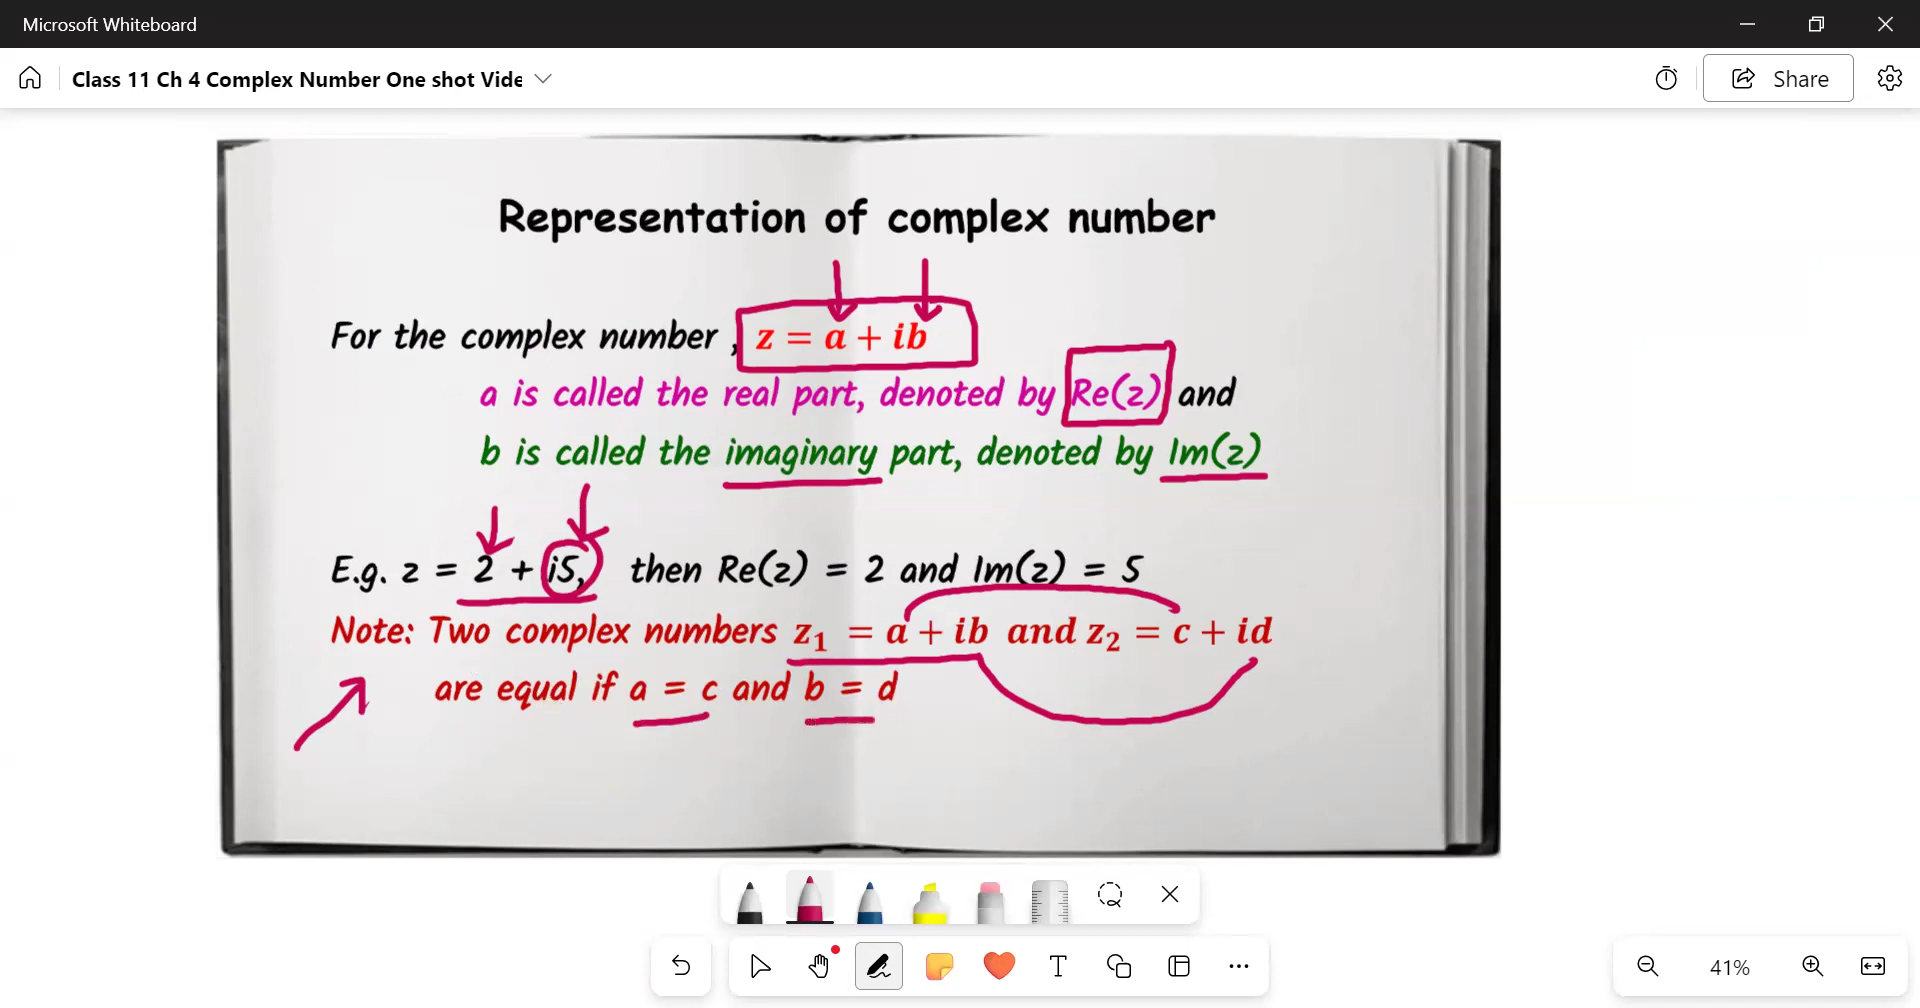 Microsoft Whiteboard
Class 11 Ch 4 Complex Number One shot Vide
Share
Representation of complex number
For the complex number , z = a + ib
a is called the real part, denoted by Re(z) and
b is called the imaginary part, denoted by Im(z)
E.g. z = 2 + i5, then Re(z) = 2 and Im(z) = 5
Note: Two complex numbers z₁ = a + ib and z₂ = c + id
are equal if a = c and b = d
41%